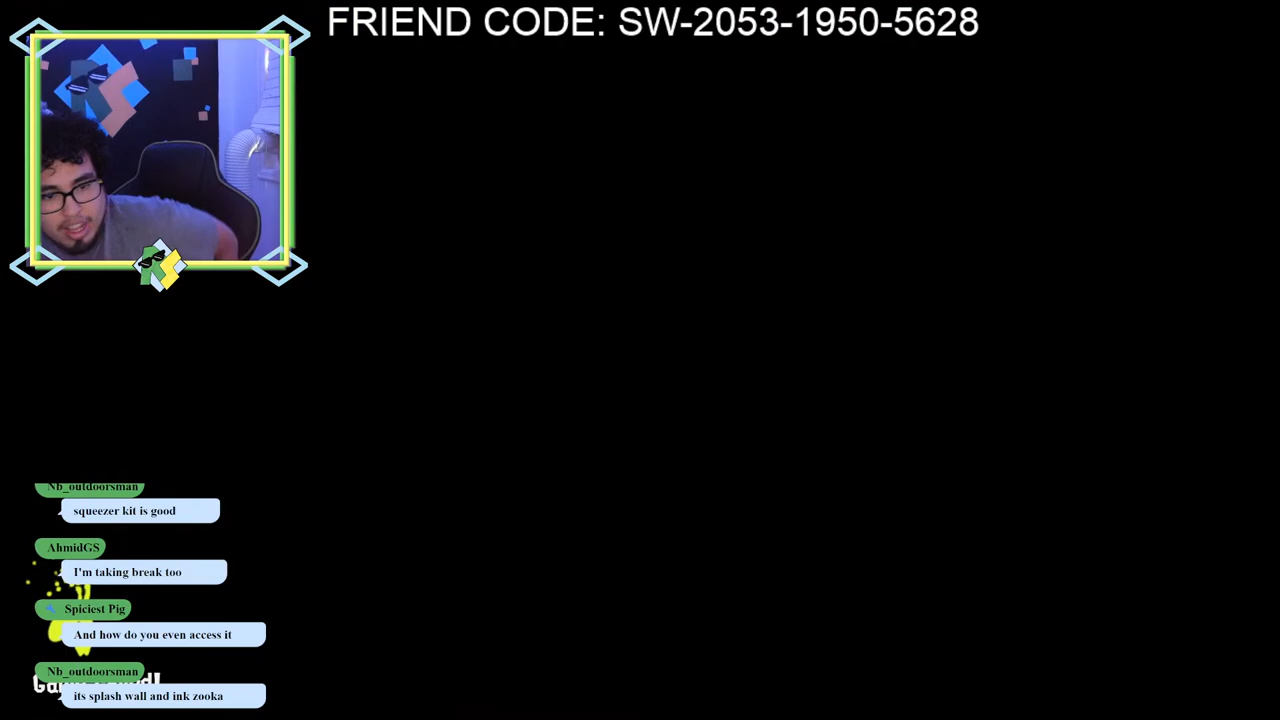 FRIEND CODE: SW-2053-1950-5628
Nb_outdoorsman
squeezer kit is good
AhmidGS
I'm taking break too
Spiciest Pig
And how do you even access it
Nb_outdoorsman
its splash wall and ink zooka